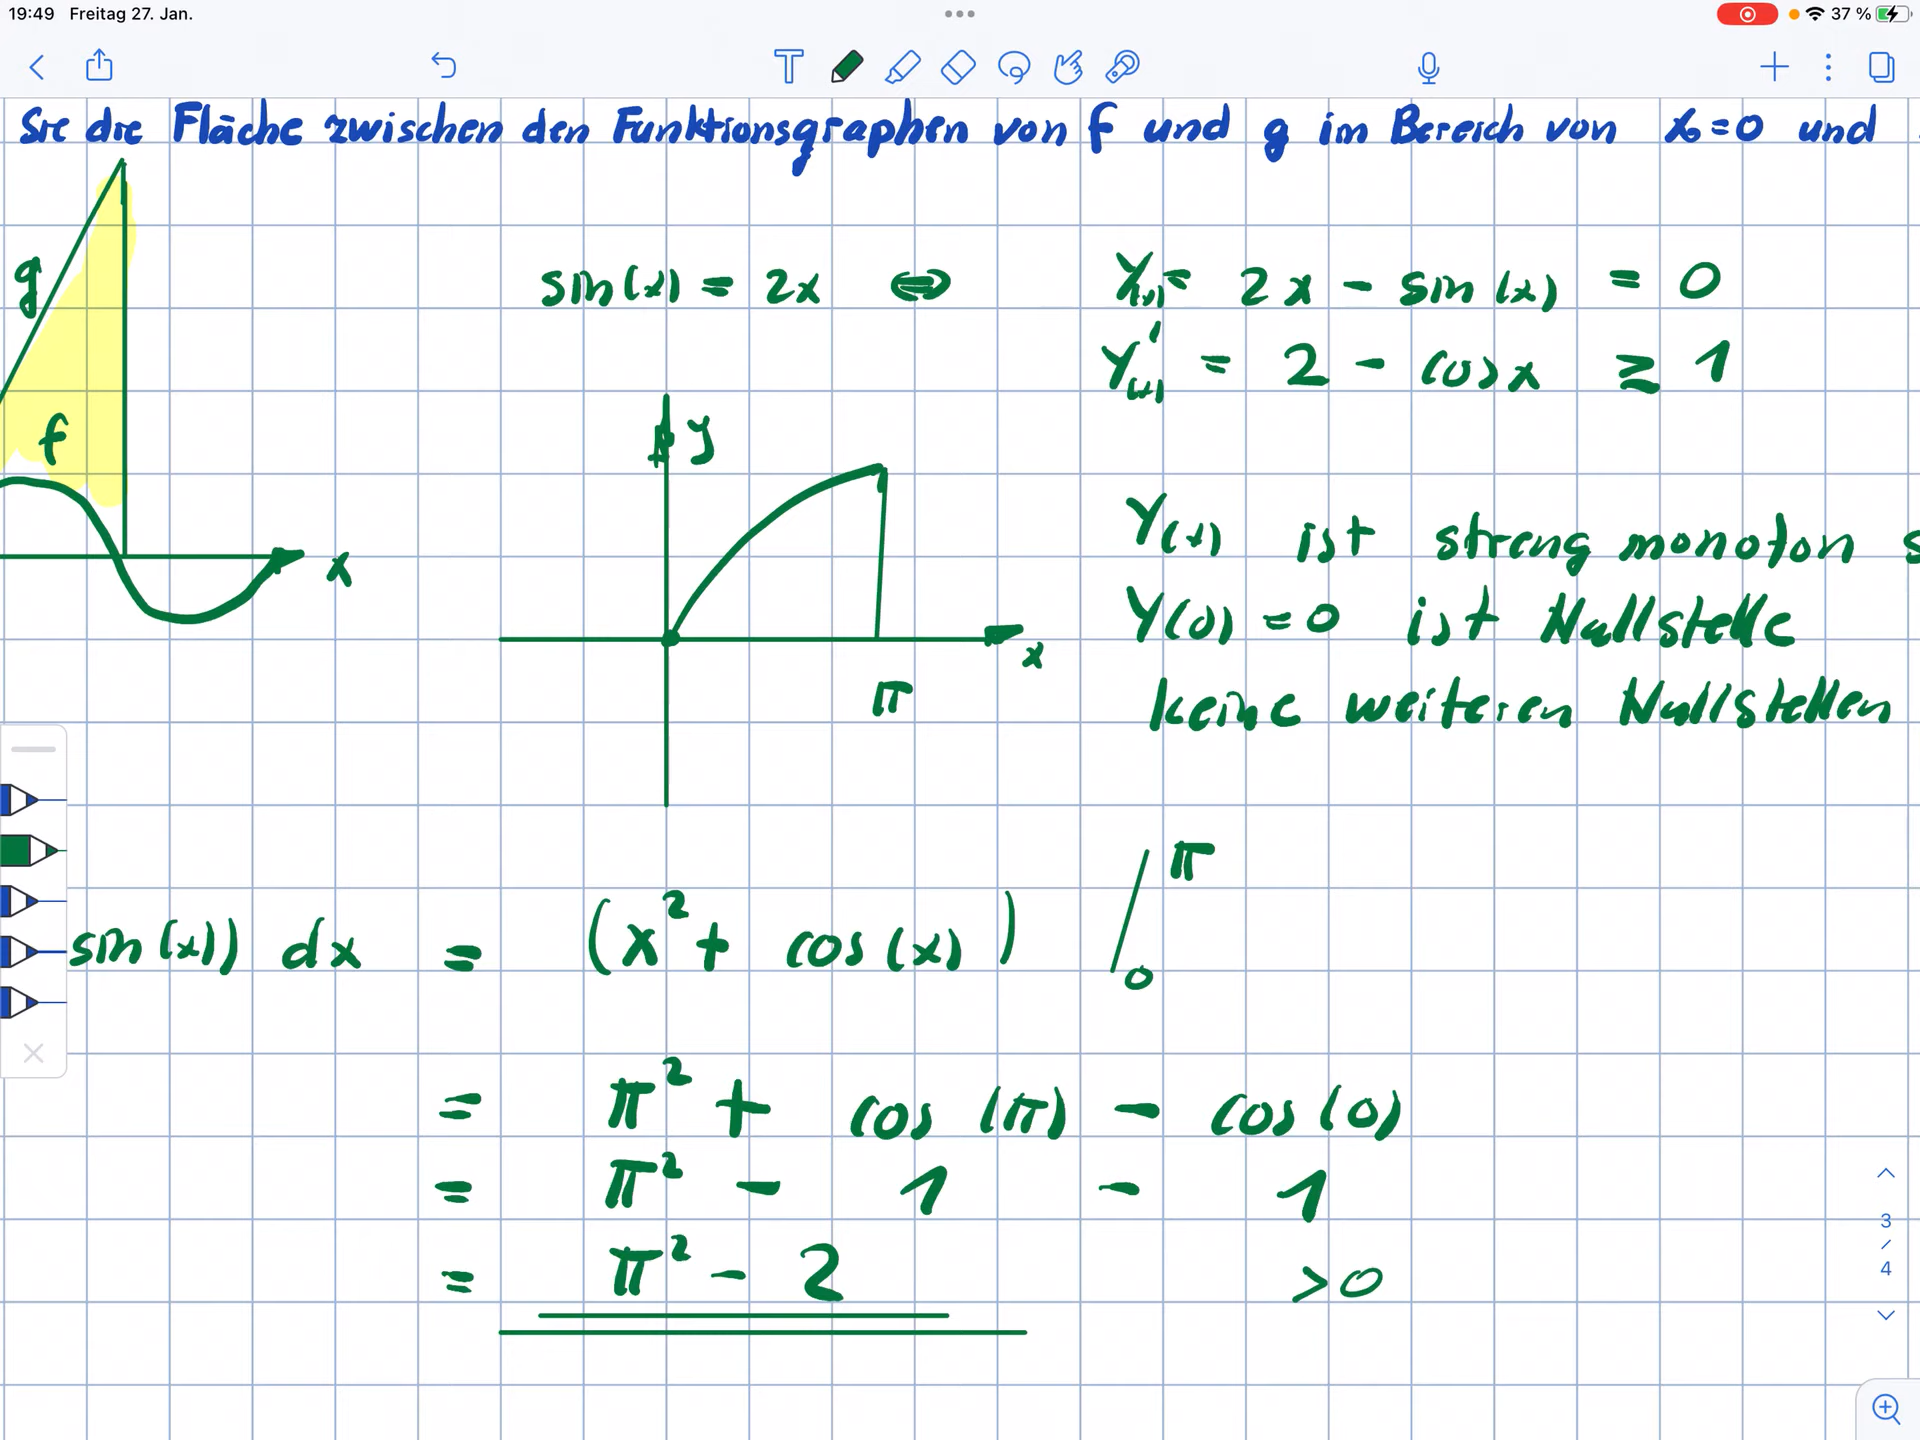 19:49 Freitag 27. Jan.
37 %
Sie die Fläche zwischen den Funktionsgraphen von f und g im Bereich von x₀=0 und
g
f
x
sin(x) = 2x ⇔ Y(x)= 2x - sin(x) = 0
Y'(x) = 2 - cosx ≥ 1
y
x
π
Y(x) ist streng monoton s
Y(0) = 0 ist Nullstelle
keine weiteren Nullstellen
sin(x)) dx = (x² + cos(x)) / π 0
= π² + cos(π) - cos(0)
= π² - 1 - 1
= π² - 2 >0
3
/
4